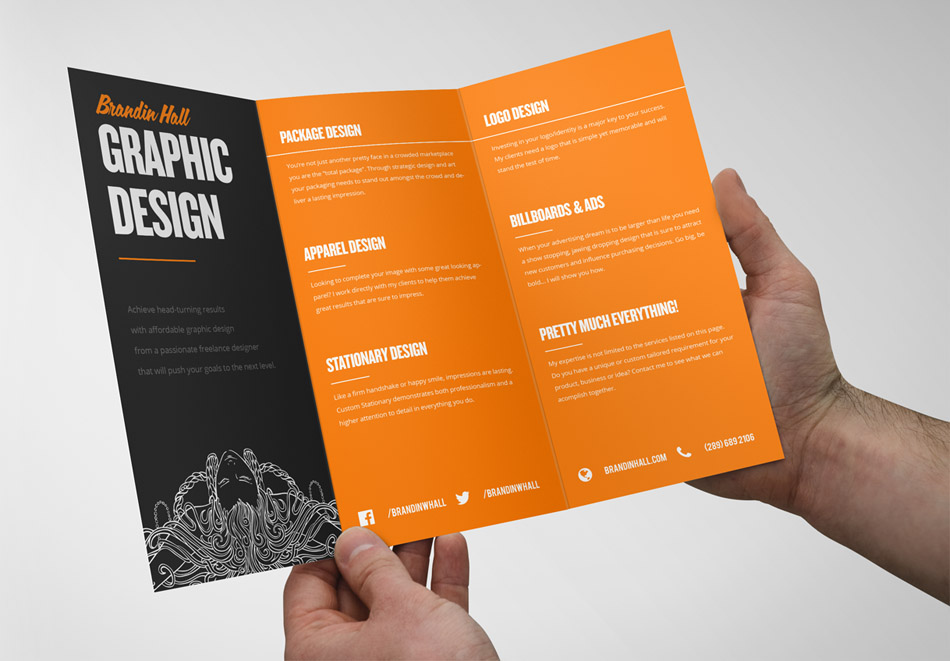 Brandin Hall
GRAPHIC
DESIGN
Achieve head-turning results
with affordable graphic design
from a passionate freelance designer
that will push your goals to the next level.
PACKAGE DESIGN
You're not just another pretty face in a crowded marketplace
you are the "total package". Through strategic design and art
your packaging needs to stand out amongst the crowd and de-
liver a lasting impression.
APPAREL DESIGN
Looking to complete your image with some great looking ap-
parel? I work directly with my clients to help them achieve
great results that are sure to impress.
STATIONARY DESIGN
Like a firm handshake or happy smile, impressions are lasting.
Custom Stationary demonstrates both professionalism and a
higher attention to detail in everything you do.
/BRANDINWHALL
/BRANDINWHALL
LOGO DESIGN
Investing in your logo/identity is a major key to your success.
My clients need a logo that is simple yet memorable and will
stand the test of time.
BILLBOARDS & ADS
When your advertising dream is to be larger than life you need
a show stopping, jawing dropping design that is sure to attract
new customers and influence purchasing decisions. Go big, be
bold... I will show you how.
PRETTY MUCH EVERYTHING!
My expertise is not limited to the services listed on this page.
Do you have a unique or custom tailored requirement for your
product, business or idea? Contact me to see what we can
acomplish together.
BRANDINHALL.COM
(289) 689 2106